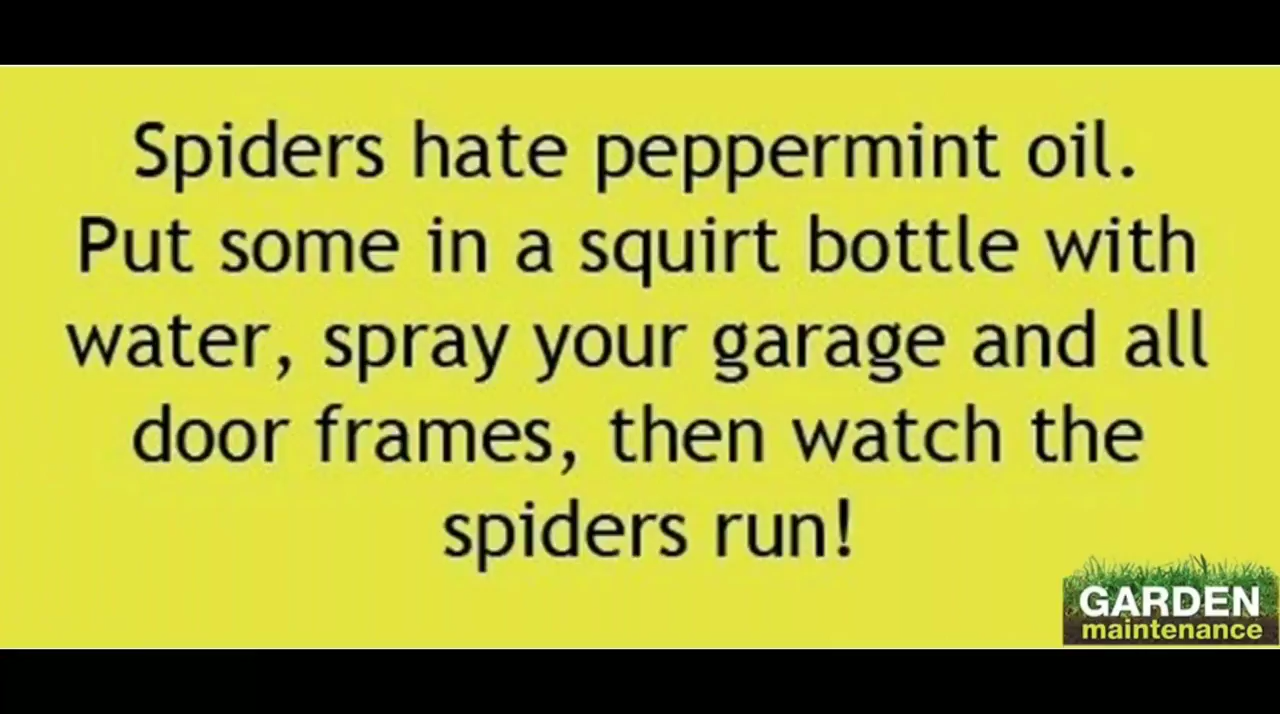 Spiders hate peppermint oil.
Put some in a squirt bottle with
water, spray your garage and all
door frames, then watch the
spiders run!
GARDEN
maintenance